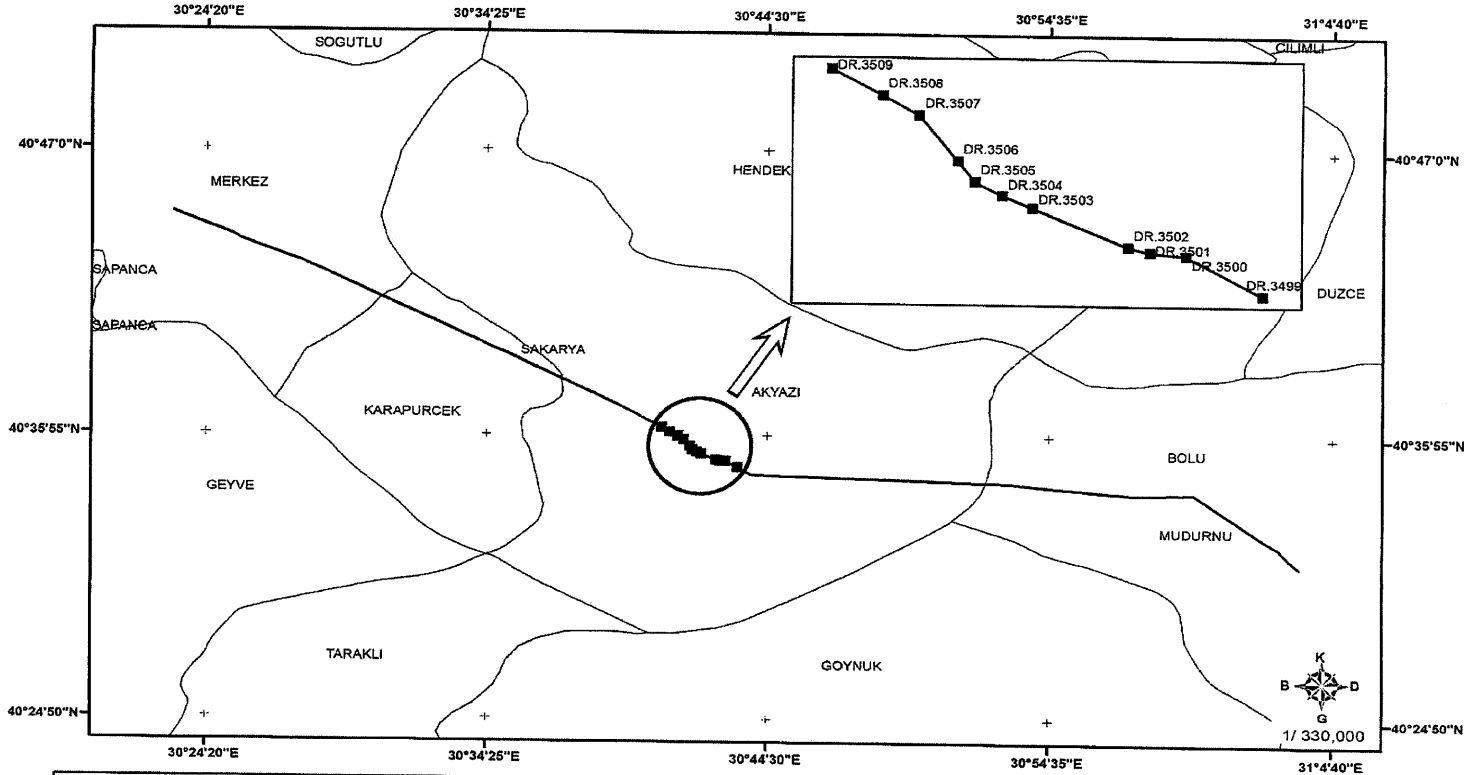 30°24'20"E
30°34'25"E
30°44'30"E
30°54'35"E
31°4'40"E
SOGUTLU
CILIMLI
DR.3509
DR.3508
DR.3507
40°47'0"N
40°47'0"N
DR.3506
HENDEK
MERKEZ
DR.3505
DR.3504
DR.3503
DR.3502
DR.3501
DR.3500
SAPANCA
DR.3499
DUZCE
SAPANCA
SAKARYA
AKYAZI
KARAPURCEK
40°35'55"N
40°35'55"N
BOLU
GEYVE
MUDURNU
TARAKLI
GOYNUK
K
B
D
G
40°24'50"N
40°24'50"N
1/ 330,000
30°24'20"E
30°34'25"E
30°44'30"E
30°54'35"E
31°4'40"E